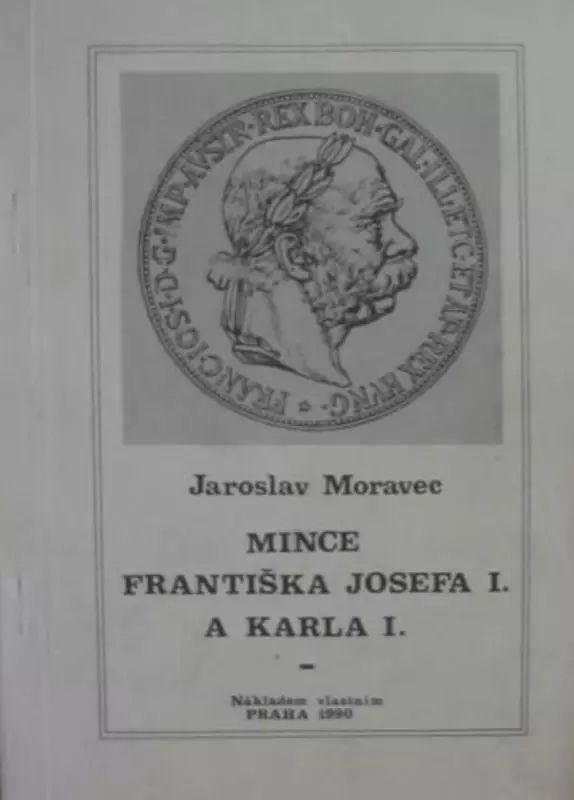 FRANC·IOS·I·D·G·IMP·AVSTR·REX BOH·GAL·ILL·ETC·ET AP·REX HVNG·
Jaroslav Moravec
MINCE
FRANTIŠKA JOSEFA I.
A KARLA I.
–
Nákladem vlastním
PRAHA 1990